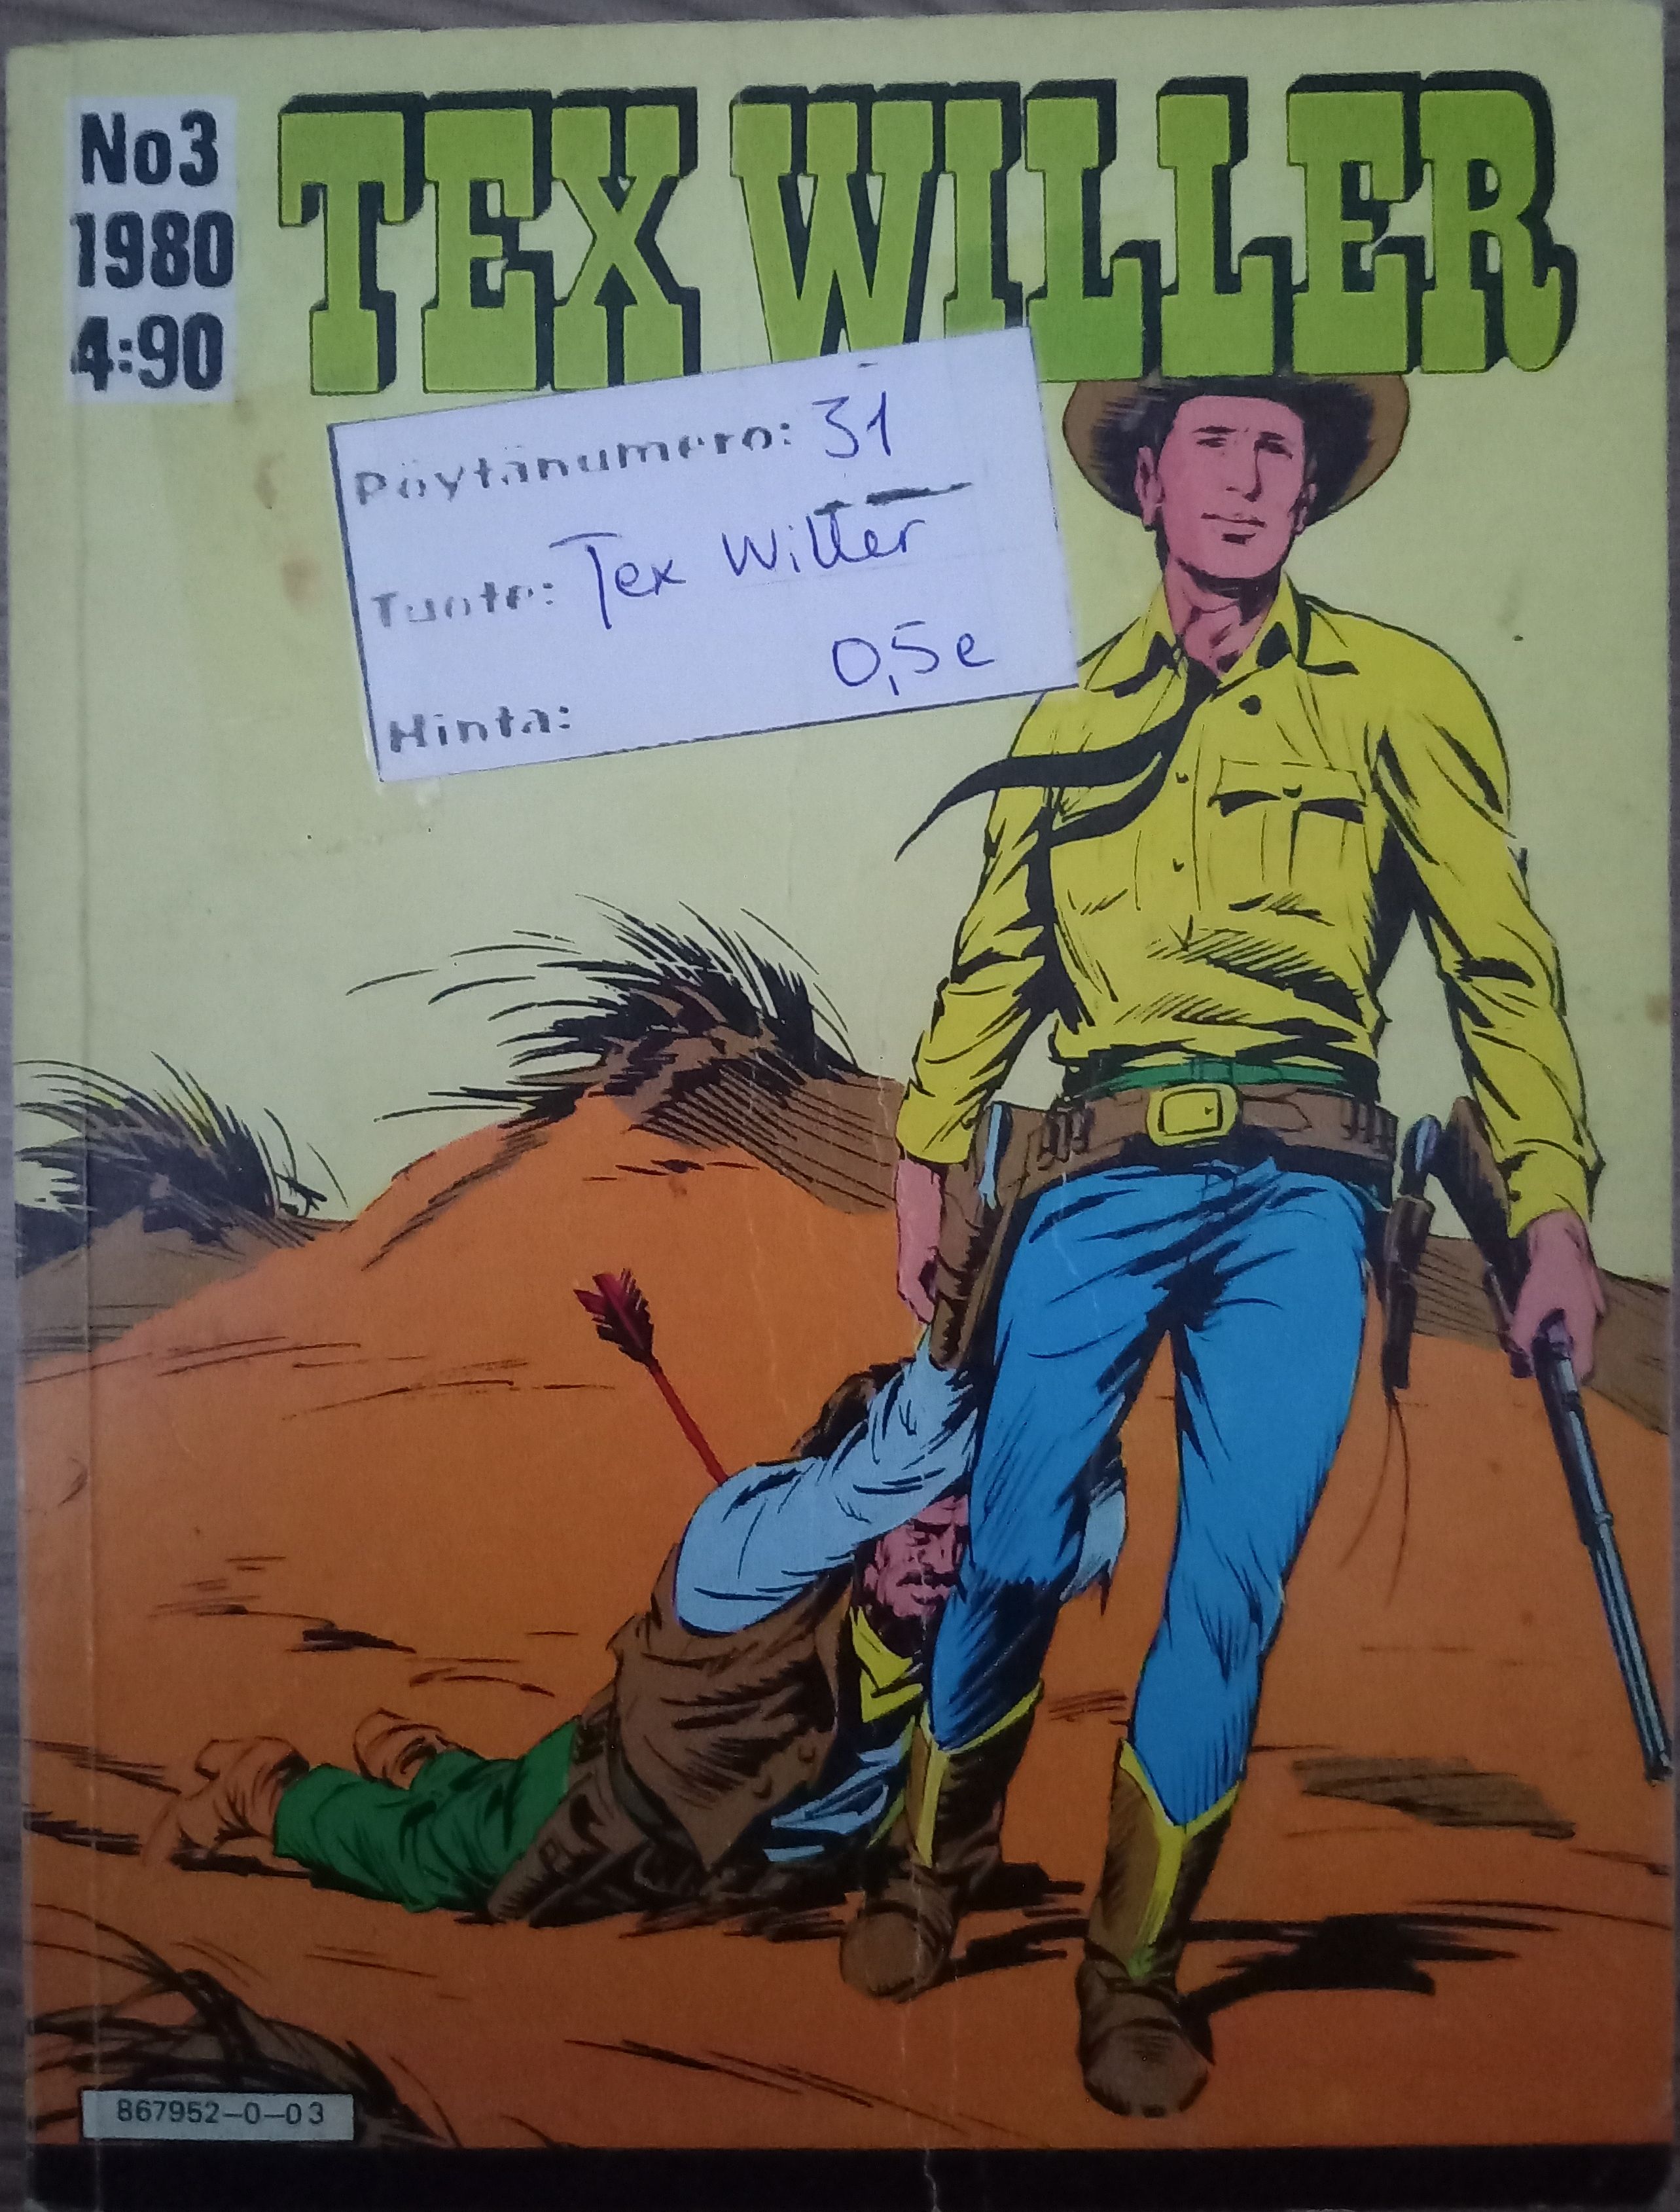 No3
1980
4:90
TEX WILLER
Pöytänumero: 31
Tuote: Tex Willer
0,5e
Hinta:
867952-0-03